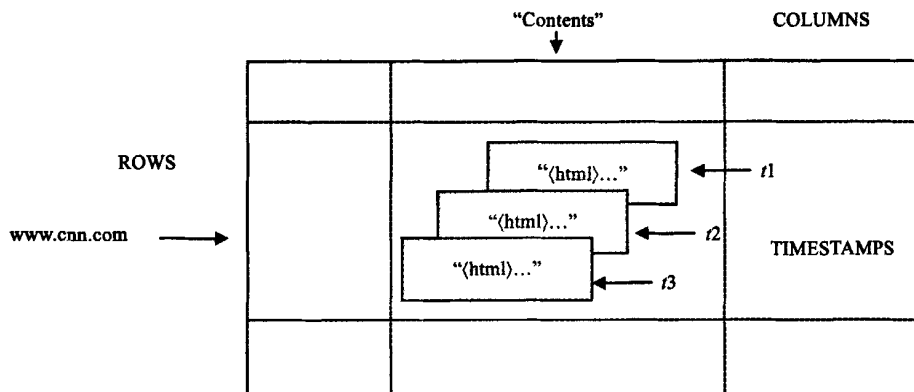 “Contents”
COLUMNS
ROWS
“⟨html⟩…”
t1
“⟨html⟩…”
t2
www.cnn.com
TIMESTAMPS
“⟨html⟩…”
t3